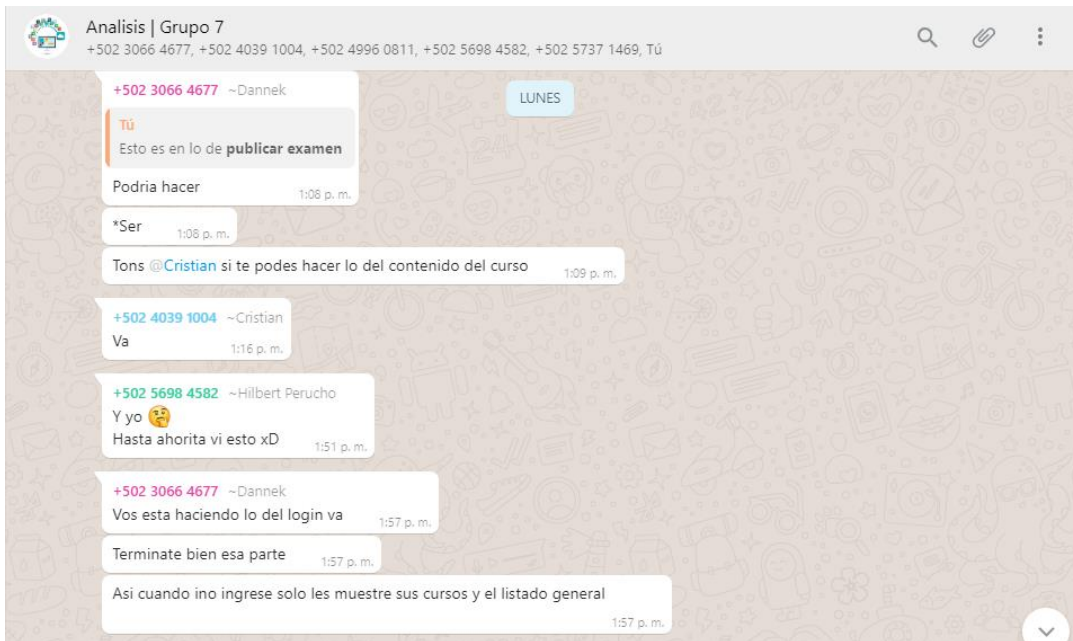 Analisis | Grupo 7
+502 3066 4677, +502 4039 1004, +502 4996 0811, +502 5698 4582, +502 5737 1469, Tú
LUNES
+502 3066 4677 ~Dannek
Tú
Esto es en lo de publicar examen
Podria hacer
1:08 p. m.
*Ser
1:08 p. m.
Tons @Cristian si te podes hacer lo del contenido del curso
1:09 p. m.
+502 4039 1004 ~Cristian
Va
1:16 p. m.
+502 5698 4582 ~Hilbert Perucho
Y yo 🤔
Hasta ahorita vi esto xD
1:51 p. m.
+502 3066 4677 ~Dannek
Vos esta haciendo lo del login va
1:57 p. m.
Terminate bien esa parte
1:57 p. m.
Asi cuando ino ingrese solo les muestre sus cursos y el listado general
1:57 p. m.